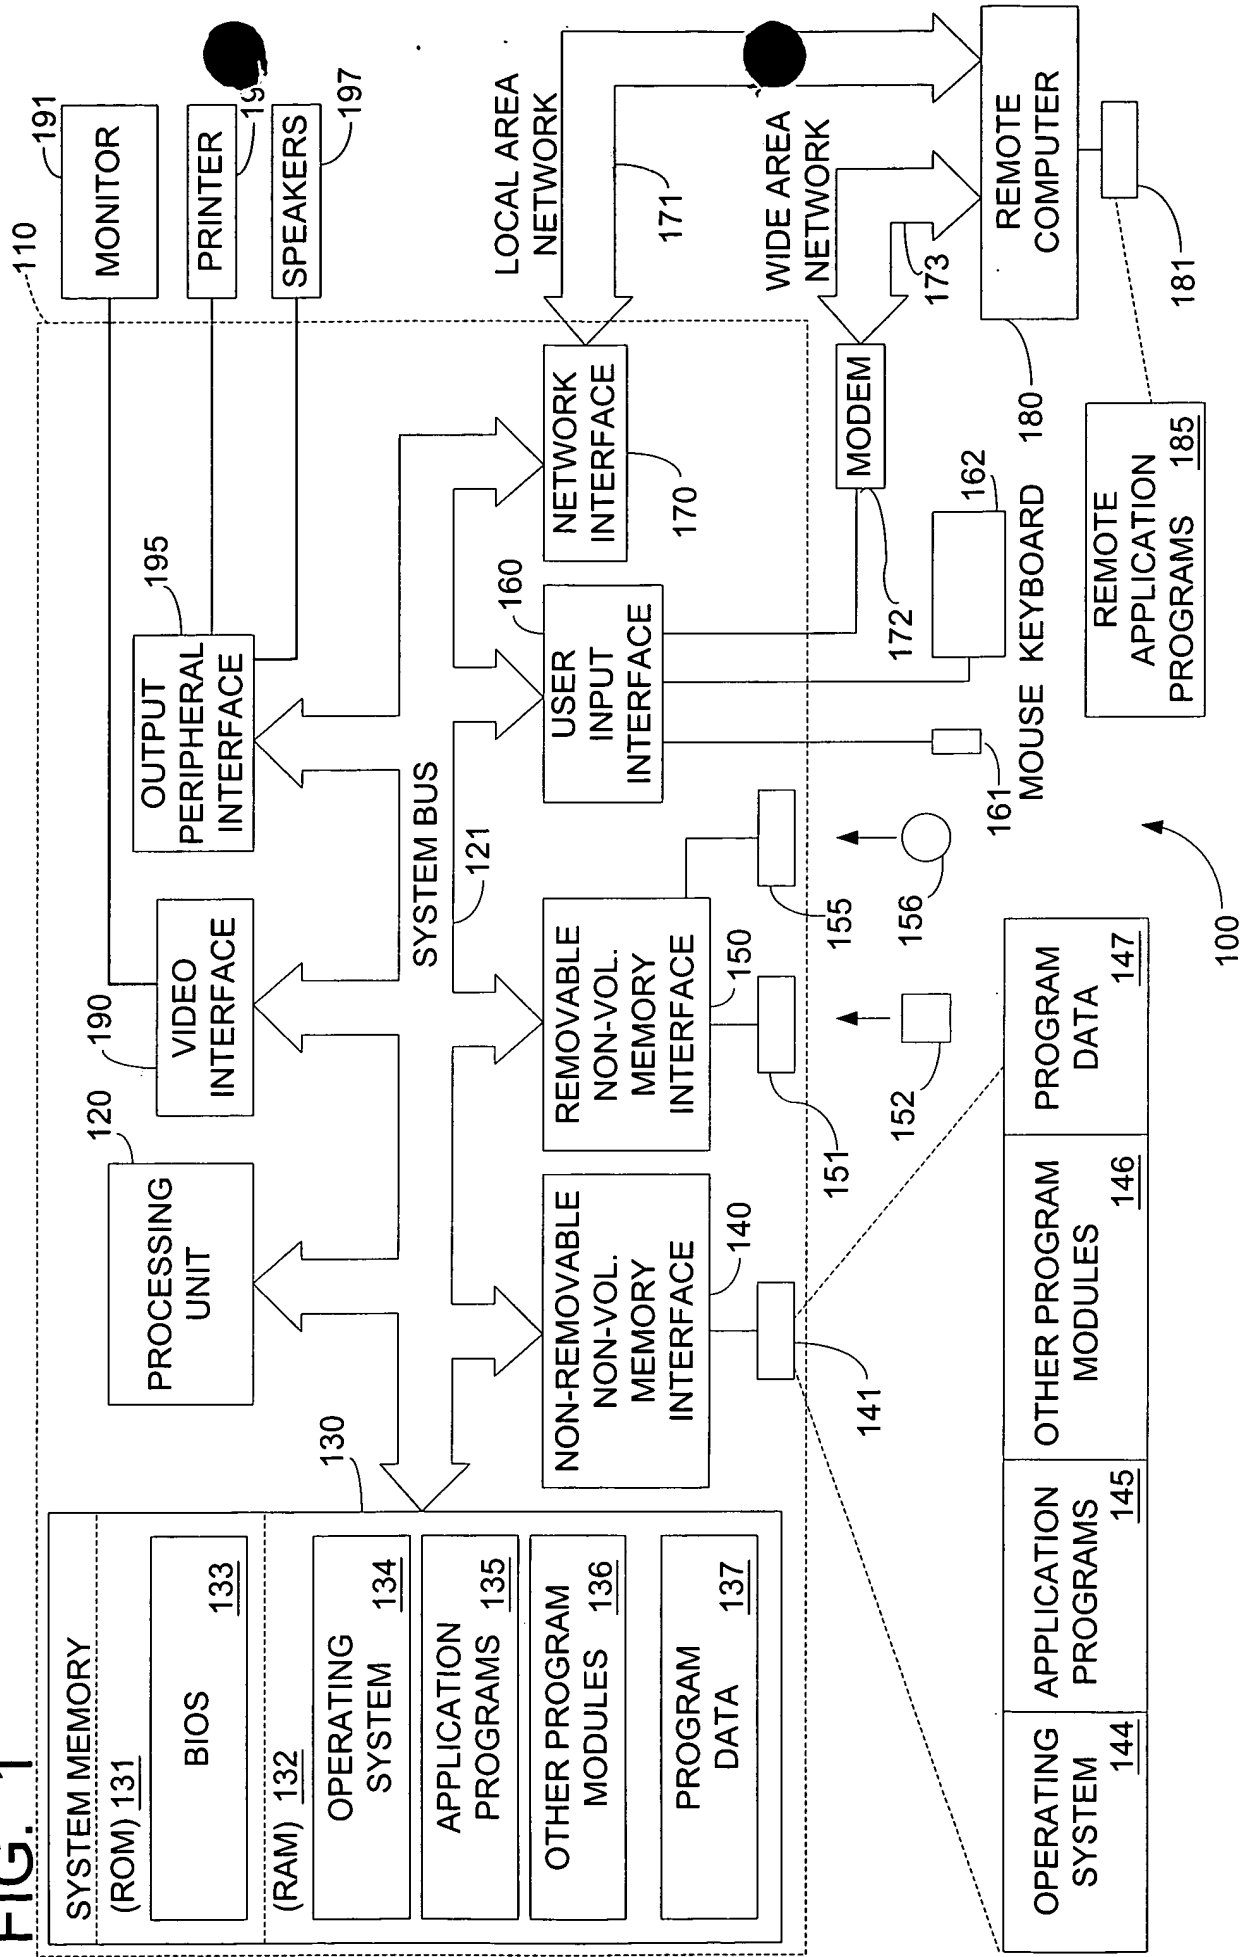 FIG. 1
SYSTEM MEMORY
(ROM) 131
BIOS
133
(RAM) 132
OPERATING
SYSTEM
134
APPLICATION
PROGRAMS 135
OTHER PROGRAM
MODULES
136
PROGRAM
DATA
137
130
PROCESSING
UNIT
120
VIDEO
INTERFACE
190
OUTPUT
PERIPHERAL
INTERFACE
195
110
MONITOR
191
PRINTER
SPEAKERS
197
SYSTEM BUS
121
NON-REMOVABLE
NON-VOL.
MEMORY
INTERFACE
140
REMOVABLE
NON-VOL.
MEMORY
INTERFACE
150
USER
INPUT
INTERFACE
160
NETWORK
INTERFACE
170
LOCAL AREA
NETWORK
171
WIDE AREA
NETWORK
173
MODEM
172
141
151
152
155
156
161
MOUSE
162
KEYBOARD
180
REMOTE
COMPUTER
181
REMOTE
APPLICATION
PROGRAMS 185
OPERATING
SYSTEM
144
APPLICATION
PROGRAMS
145
OTHER PROGRAM
MODULES
146
PROGRAM
DATA
147
100